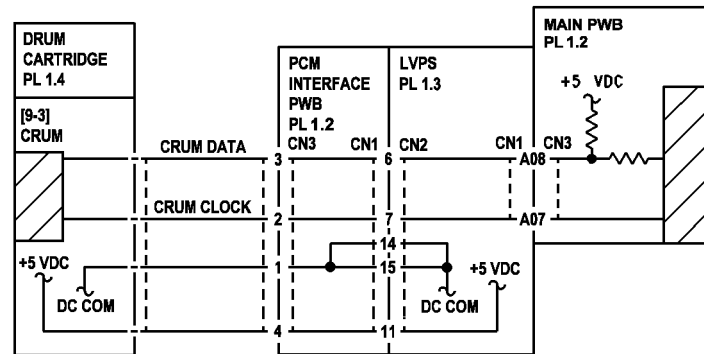 DRUM
CARTRIDGE
PL 1.4
[9-3]
CRUM
+5 VDC
DC COM
CRUM DATA
CRUM CLOCK
PCM
INTERFACE
PWB
PL 1.2
CN3
CN1
3
2
1
4
LVPS
PL 1.3
CN2
CN1
6
7
14
15
11
+5 VDC
DC COM
MAIN PWB
PL 1.2
+5 VDC
CN3
A08
A07